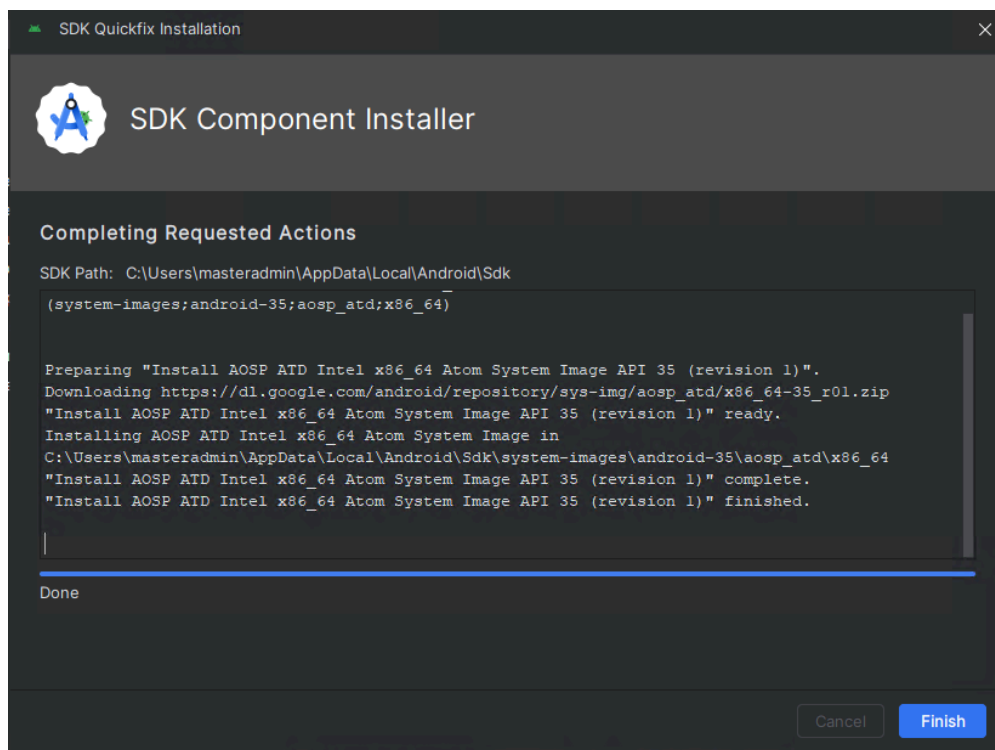 SDK Quickfix Installation
SDK Component Installer
Completing Requested Actions
SDK Path: C:\Users\masteradmin\AppData\Local\Android\Sdk
(system-images;android-35;aosp_atd;x86_64)
Preparing "Install AOSP ATD Intel x86_64 Atom System Image API 35 (revision 1)".
Downloading https://dl.google.com/android/repository/sys-img/aosp_atd/x86_64-35_r01.zip
"Install AOSP ATD Intel x86_64 Atom System Image API 35 (revision 1)" ready.
Installing AOSP ATD Intel x86_64 Atom System Image in
C:\Users\masteradmin\AppData\Local\Android\Sdk\system-images\android-35\aosp_atd\x86_64
"Install AOSP ATD Intel x86_64 Atom System Image API 35 (revision 1)" complete.
"Install AOSP ATD Intel x86_64 Atom System Image API 35 (revision 1)" finished.
Done
Cancel Finish